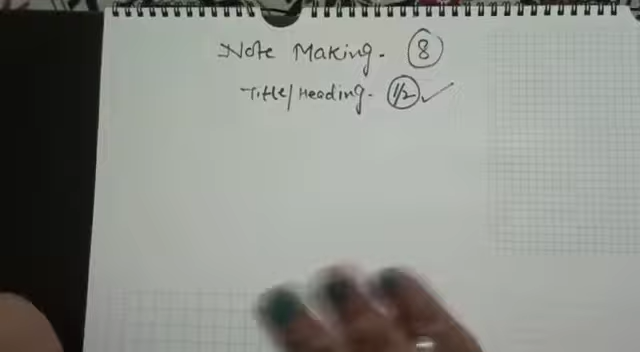 Note Making. 8
Title/Heading. 1/2 ✓